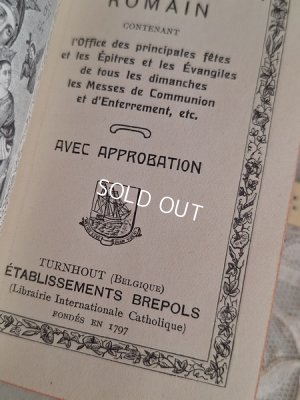 ROMAIN
CONTENANT
l'Office des principales fêtes
et les Épitres et les Évangiles
de tous les dimanches
les Messes de Communion
et d'Enterrement, etc.
AVEC APPROBATION
SOLD OUT
TURNHOUT (Belgique)
ÉTABLISSEMENTS BREPOLS
(Librairie Internationale Catholique)
FONDÉS EN 1797